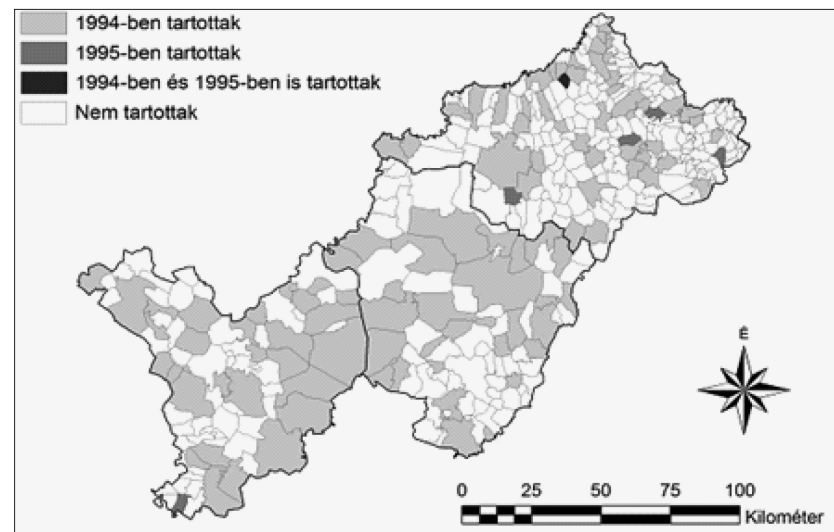 1994-ben tartottak
1995-ben tartottak
1994-ben és 1995-ben is tartottak
Nem tartottak
É
0 25 50 75 100
Kilométer